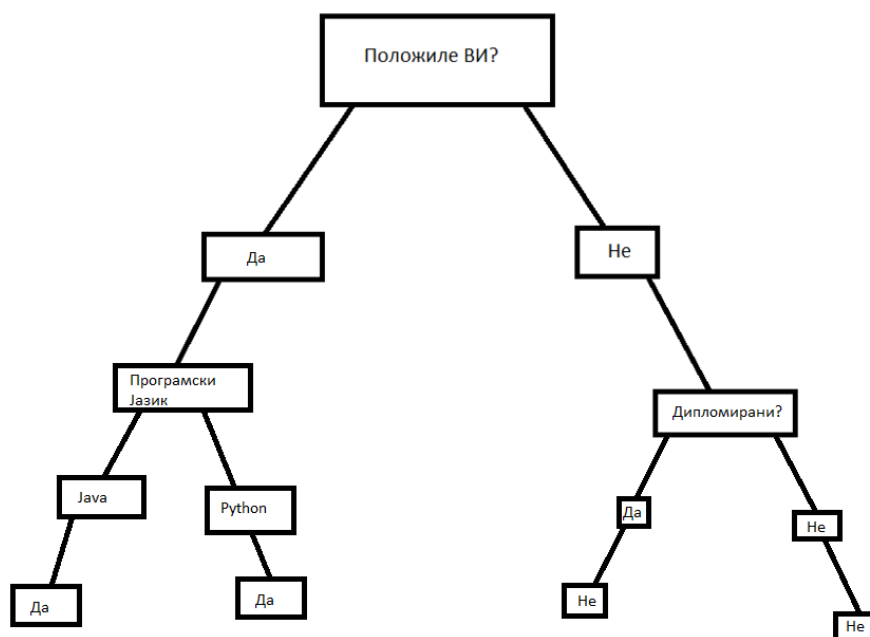 Положиле ВИ?
Да
Не
Програмски
Јазик
Дипломирани?
Java
Python
Да
Не
Да
Да
Не
Не